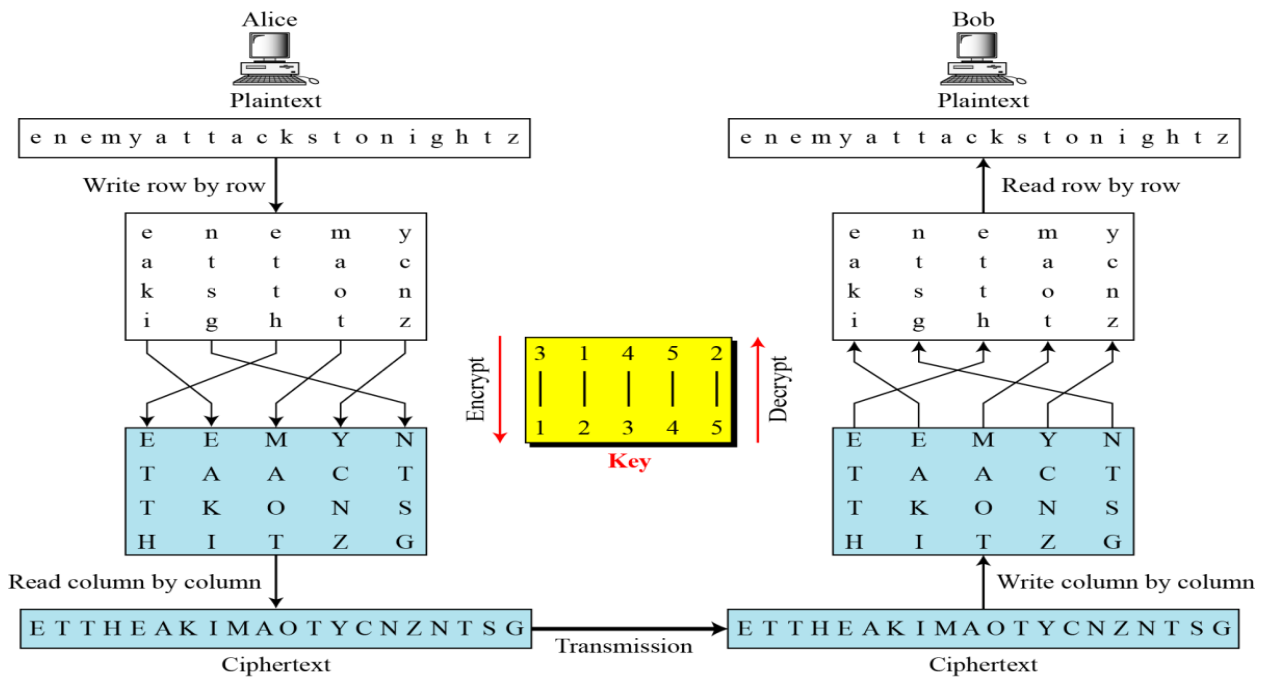 Alice
Plaintext
e n e m y a t t a c k s t o n i g h t z
Write row by row
e n e m y
a t t a c
k s t o n
i g h t z
E E M Y N
T A A C T
T K O N S
H I T Z G
Read column by column
E T T H E A K I M A O T Y C N Z N T S G
Ciphertext
Encrypt
3 1 4 5 2
1 2 3 4 5
Key
Decrypt
Transmission
Bob
Plaintext
e n e m y a t t a c k s t o n i g h t z
Read row by row
e n e m y
a t t a c
k s t o n
i g h t z
E E M Y N
T A A C T
T K O N S
H I T Z G
Write column by column
E T T H E A K I M A O T Y C N Z N T S G
Ciphertext